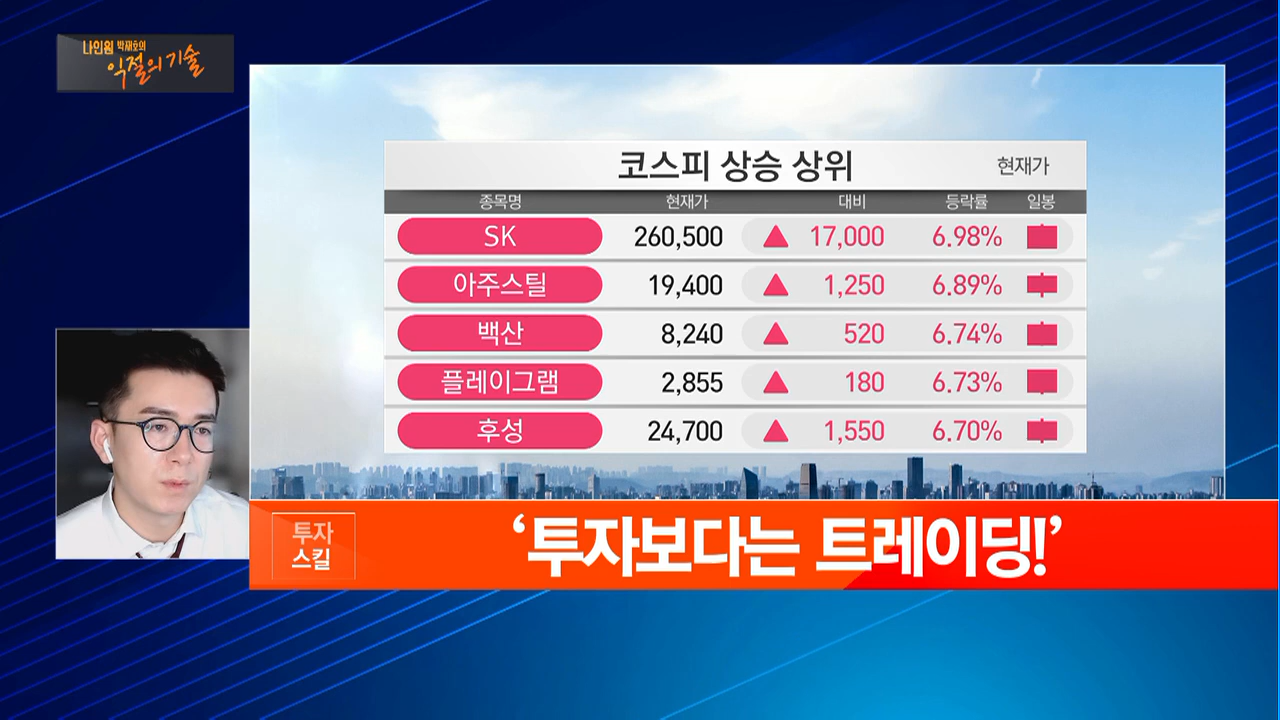 나인원 박재호의
익절의 기술
코스피 상승 상위
현재가
종목명 현재가 대비 등락률 일봉
SK 260,500 ▲ 17,000 6.98%
아주스틸 19,400 ▲ 1,250 6.89%
백산 8,240 ▲ 520 6.74%
플레이그램 2,855 ▲ 180 6.73%
후성 24,700 ▲ 1,550 6.70%
투자
스킬
‘투자보다는 트레이딩!’